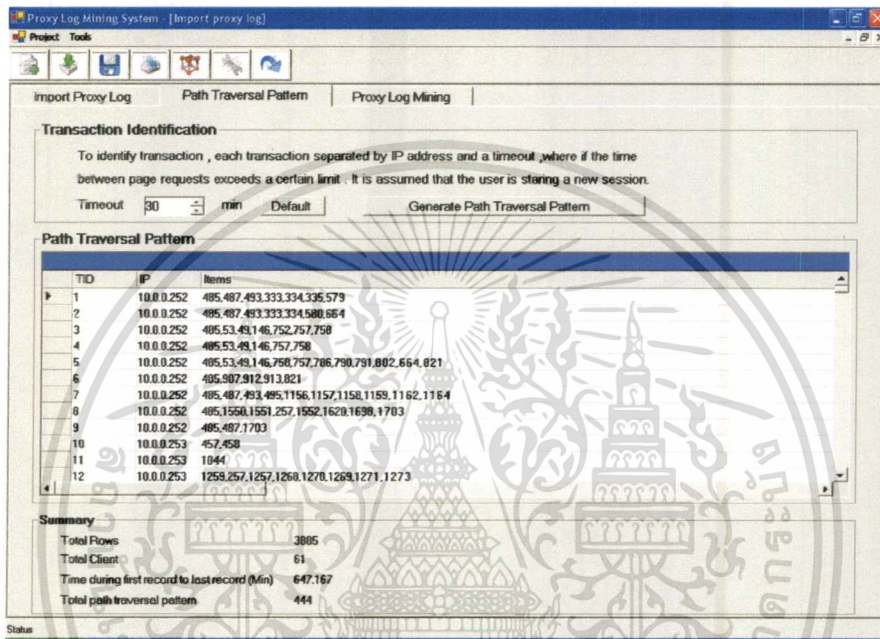 Proxy Log Mining System - [Import proxy log]
Project Tools
Import Proxy Log Path Traversal Pattern Proxy Log Mining
Transaction Identification
To identify transaction , each transaction separated by IP address and a timeout ,where if the time
between page requests exceeds a certain limit . It is assumed that the user is staring a new session.
Timeout 30 min Default Generate Path Traversal Pattern
Path Traversal Pattern
TID IP Items
1 10.0.0.252 485,487,493,333,334,335,579
2 10.0.0.252 485,487,493,333,334,580,664
3 10.0.0.252 485,53,49,146,752,757,758
4 10.0.0.252 485,53,49,146,757,758
5 10.0.0.252 485,53,49,146,758,757,786,790,791,802,664,821
6 10.0.0.252 485,907,912,913,821
7 10.0.0.252 485,487,493,495,1156,1157,1158,1159,1162,1164
8 10.0.0.252 485,1550,1551,257,1552,1620,1698,1703
9 10.0.0.252 485,487,1703
10 10.0.0.253 457,458
11 10.0.0.253 1044
12 10.0.0.253 1259,257,1257,1268,1270,1269,1271,1273
Summary
Total Rows 3805
Total Client 61
Time during first record to last record (Min) 647.167
Total path traversal pattern 444
Status